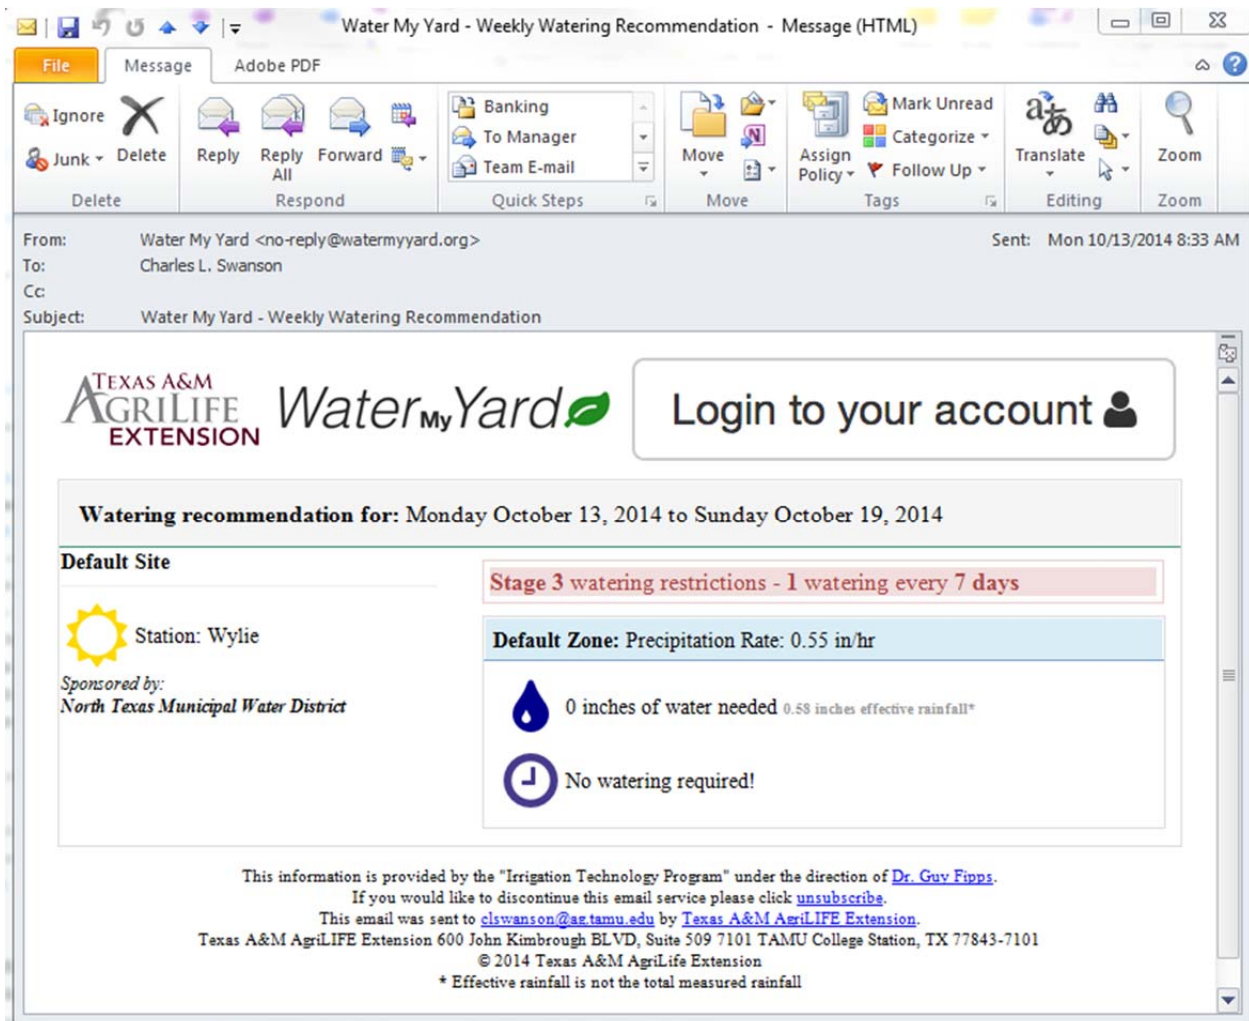 Water My Yard - Weekly Watering Recommendation - Message (HTML)
File Message Adobe PDF
Ignore
Junk
Delete
Reply
Reply All
Forward
Banking
To Manager
Team E-mail
Move
Assign Policy
Mark Unread
Categorize
Follow Up
Translate
Zoom
Delete Respond Quick Steps Move Tags Editing Zoom
From: Water My Yard <no-reply@watermyyard.org> Sent: Mon 10/13/2014 8:33 AM
To: Charles L. Swanson
Cc:
Subject: Water My Yard - Weekly Watering Recommendation
TEXAS A&M
AGRILIFE
EXTENSION
Water My Yard
Login to your account
Watering recommendation for: Monday October 13, 2014 to Sunday October 19, 2014
Default Site
Station: Wylie
Sponsored by:
North Texas Municipal Water District
Stage 3 watering restrictions - 1 watering every 7 days
Default Zone: Precipitation Rate: 0.55 in/hr
0 inches of water needed 0.58 inches effective rainfall*
No watering required!
This information is provided by the "Irrigation Technology Program" under the direction of Dr. Guy Fipps.
If you would like to discontinue this email service please click unsubscribe.
This email was sent to clswanson@ag.tamu.edu by Texas A&M AgriLIFE Extension.
Texas A&M AgriLIFE Extension 600 John Kimbrough BLVD, Suite 509 7101 TAMU College Station, TX 77843-7101
© 2014 Texas A&M AgriLife Extension
* Effective rainfall is not the total measured rainfall